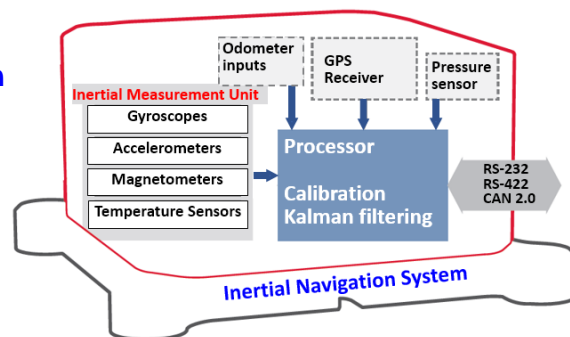 n
Odometer
inputs
GPS
Receiver
Pressure
sensor
Inertial Measurement Unit
Gyroscopes
Accelerometers
Magnetometers
Temperature Sensors
Processor
Calibration
Kalman filtering
RS-232
RS-422
CAN 2.0
Inertial Navigation System